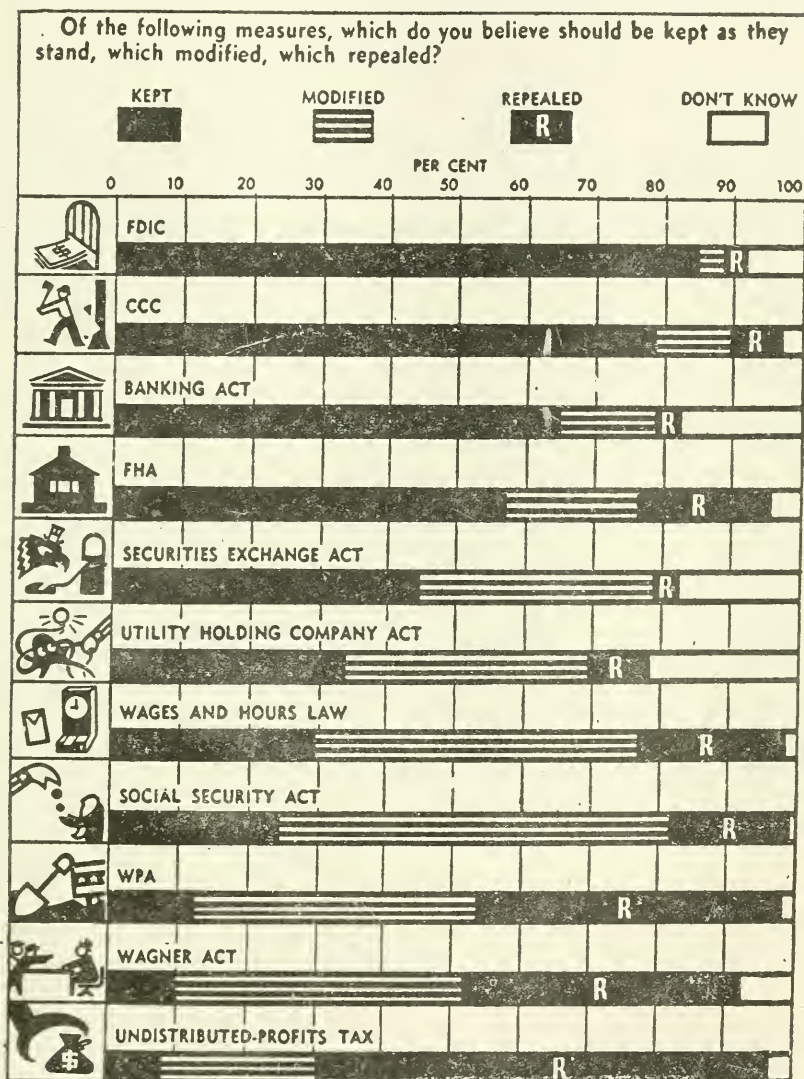 . Of the following measures, which do you believe should be kept as they
stand, which modified, which repealed?
KEPT MODIFIED REPEALED DON'T KNOW
R
PER CENT
0 10 20 30 40 50 60 70 80 90 100
$
FDIC
R
CCC
R
BANKING ACT
R
FHA
R
SECURITIES EXCHANGE ACT
R
UTILITY HOLDING COMPANY ACT
R
WAGES AND HOURS LAW
R
SOCIAL SECURITY ACT
R
WPA
R
WAGNER ACT
R
$
UNDISTRIBUTED-PROFITS TAX
R